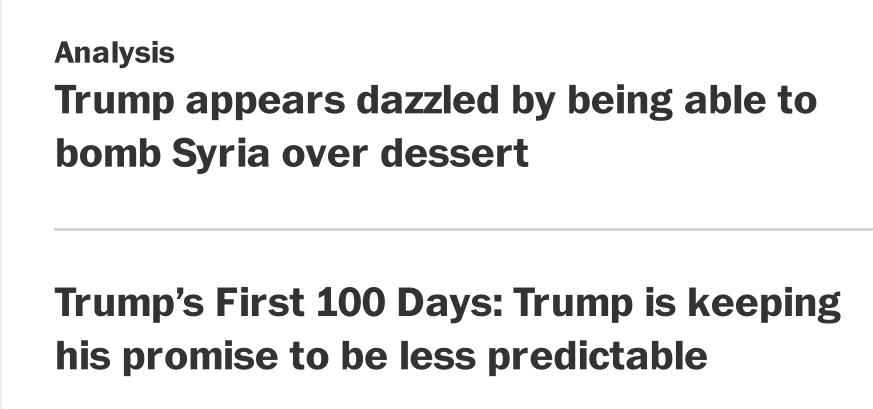 Analysis
Trump appears dazzled by being able to
bomb Syria over dessert
Trump’s First 100 Days: Trump is keeping
his promise to be less predictable